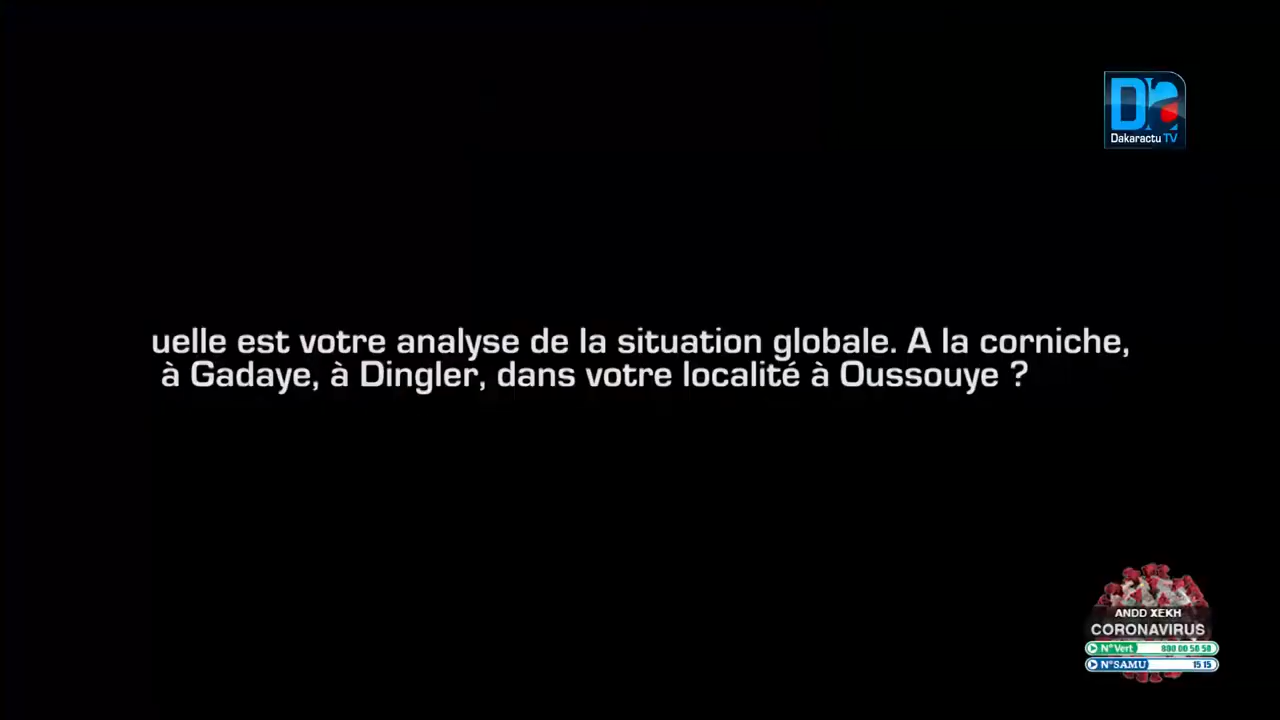 Dakaractu TV
uelle est votre analyse de la situation globale. A la corniche,
à Gadaye, à Dingler, dans votre localité à Oussouye ?
ANDD XEKH
CORONAVIRUS
N°Vert 800 00 50 50
N°SAMU 15 15